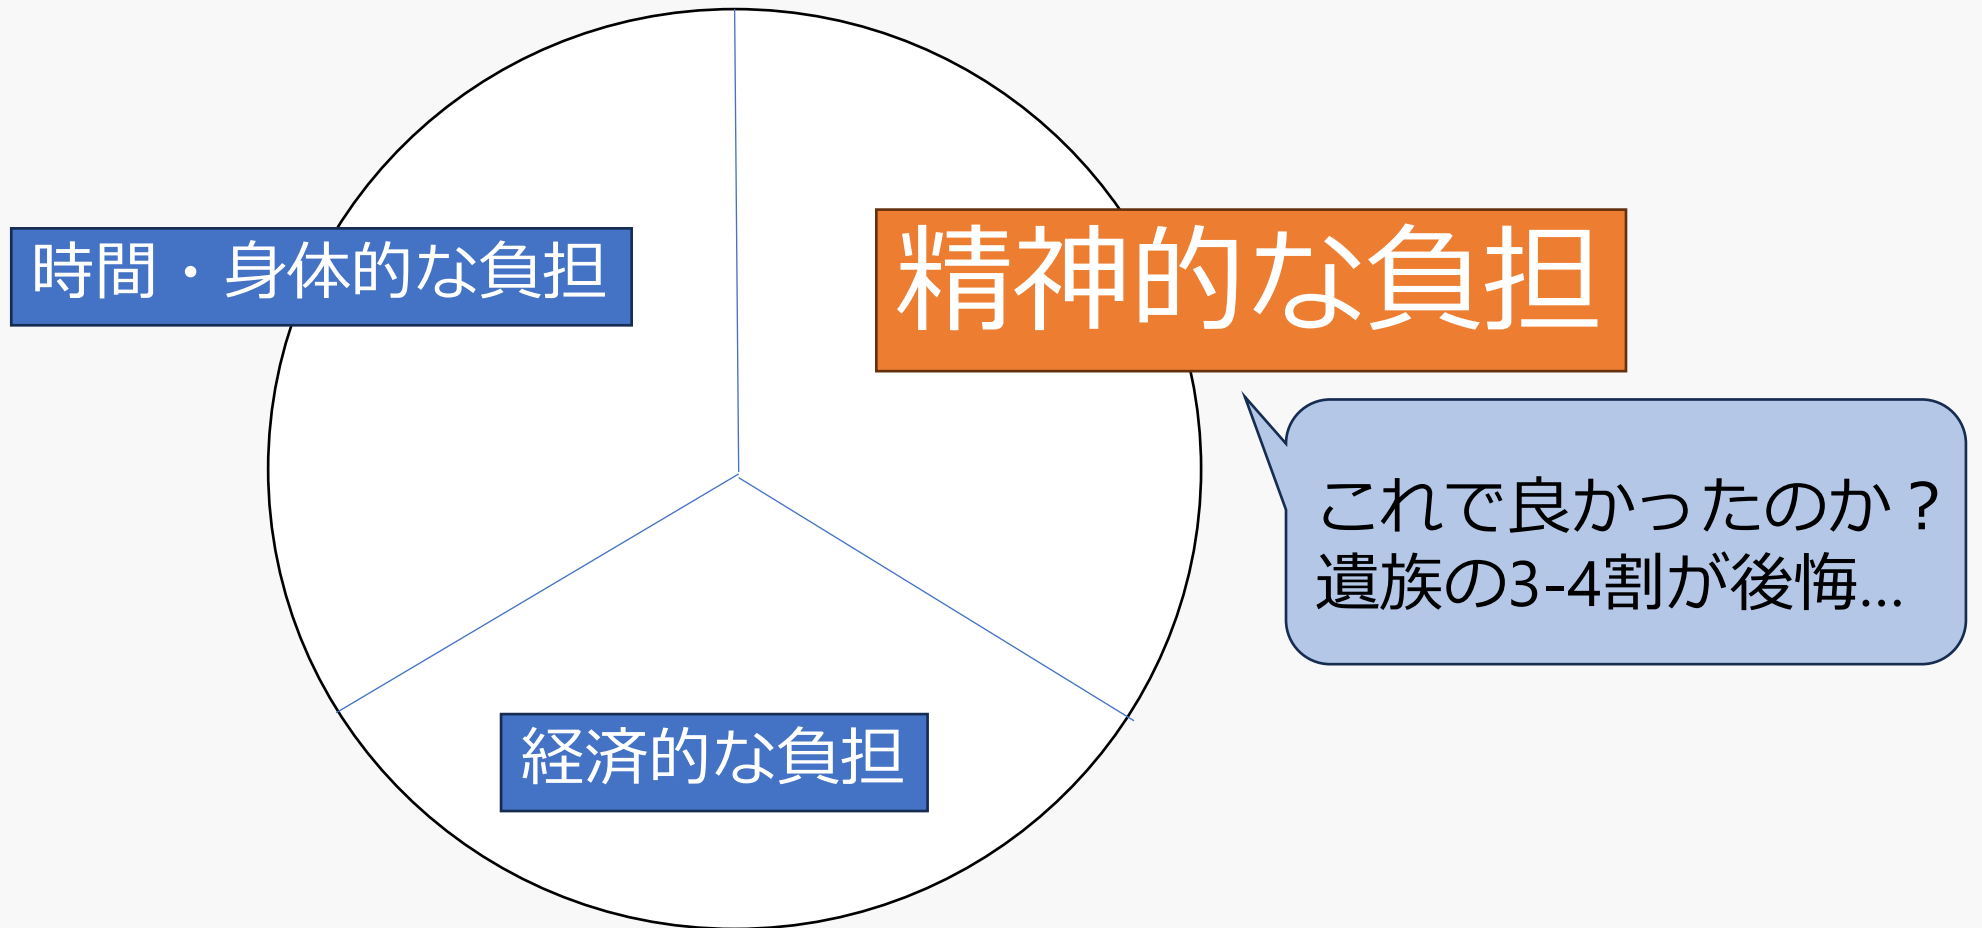 時間・身体的な負担
精神的な負担
これで良かったのか？
遺族の3-4割が後悔…
経済的な負担